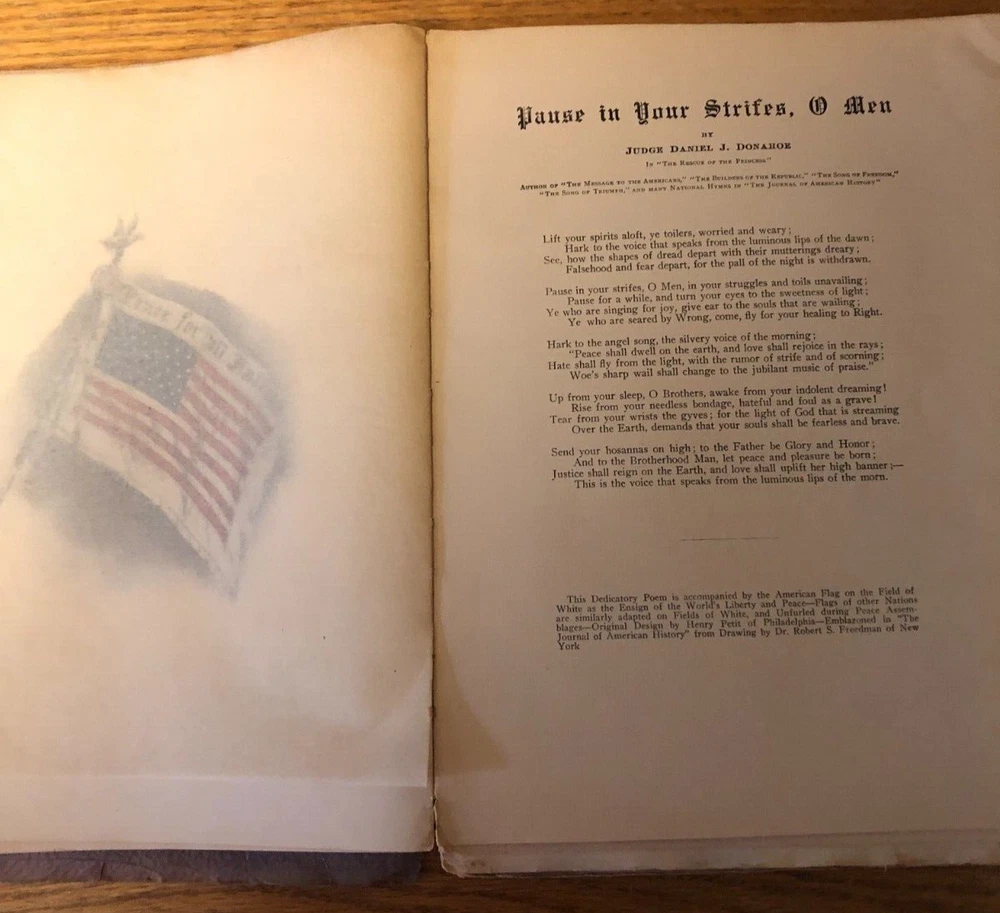 for all
Pause in Your Strifes, O Men
BY
JUDGE DANIEL J. DONAHOE
IN "THE RESCUE OF THE PRINCESS"
AUTHOR OF "THE MESSAGE TO THE AMERICANS," "THE BUILDERS OF THE REPUBLIC," "THE SONG OF FREEDOM,"
"THE SONG OF TRIUMPH," AND MANY NATIONAL HYMNS IN "THE JOURNAL OF AMERICAN HISTORY"
Lift your spirits aloft, ye toilers, worried and weary;
Hark to the voice that speaks from the luminous lips of the dawn;
See, how the shapes of dread depart with their mutterings dreary;
Falsehood and fear depart, for the pall of the night is withdrawn.
Pause in your strifes, O Men, in your struggles and toils unavailing;
Pause for a while, and turn your eyes to the sweetness of light;
Ye who are singing for joy, give ear to the souls that are wailing;
Ye who are seared by Wrong, come, fly for your healing to Right.
Hark to the angel song, the silvery voice of the morning;
"Peace shall dwell on the earth, and love shall rejoice in the rays;
Hate shall fly from the light, with the rumor of strife and of scorning;
Woe's sharp wail shall change to the jubilant music of praise."
Up from your sleep, O Brothers, awake from your indolent dreaming!
Rise from your needless bondage, hateful and foul as a grave!
Tear from your wrists the gyves; for the light of God that is streaming
Over the Earth, demands that your souls shall be fearless and brave.
Send your hosannas on high; to the Father be Glory and Honor;
And to the Brotherhood Man, let peace and pleasure be born;
Justice shall reign on the Earth, and love shall uplift her high banner;—
This is the voice that speaks from the luminous lips of the morn.
This Dedicatory Poem is accompanied by the American Flag on the Field of
White as the Ensign of the World's Liberty and Peace—Flags of other Nations
are similarly adapted on Fields of White, and Unfurled during Peace Assem-
blages—Original Design by Henry Petit of Philadelphia—Emblazoned in "The
Journal of American History" from Drawing by Dr. Robert S. Freedman of New
York